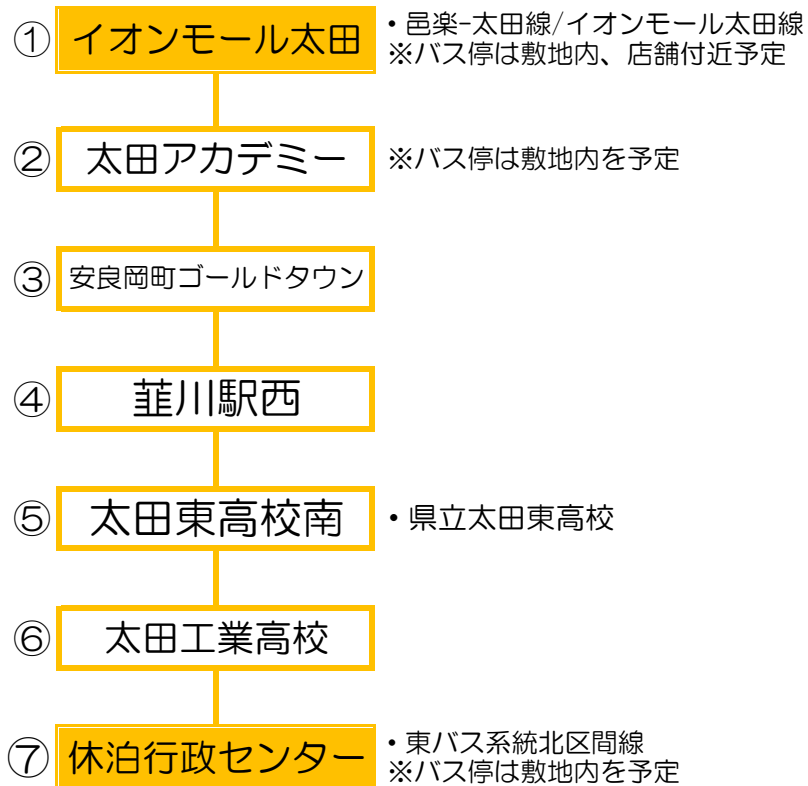 ① イオンモール太田 ・邑楽-太田線/イオンモール太田線
※バス停は敷地内、店舗付近予定
② 太田アカデミー ※バス停は敷地内を予定
③ 安良岡町ゴールドタウン
④ 韮川駅西
⑤ 太田東高校南 ・県立太田東高校
⑥ 太田工業高校
⑦ 休泊行政センター ・東バス系統北区間線
※バス停は敷地内を予定